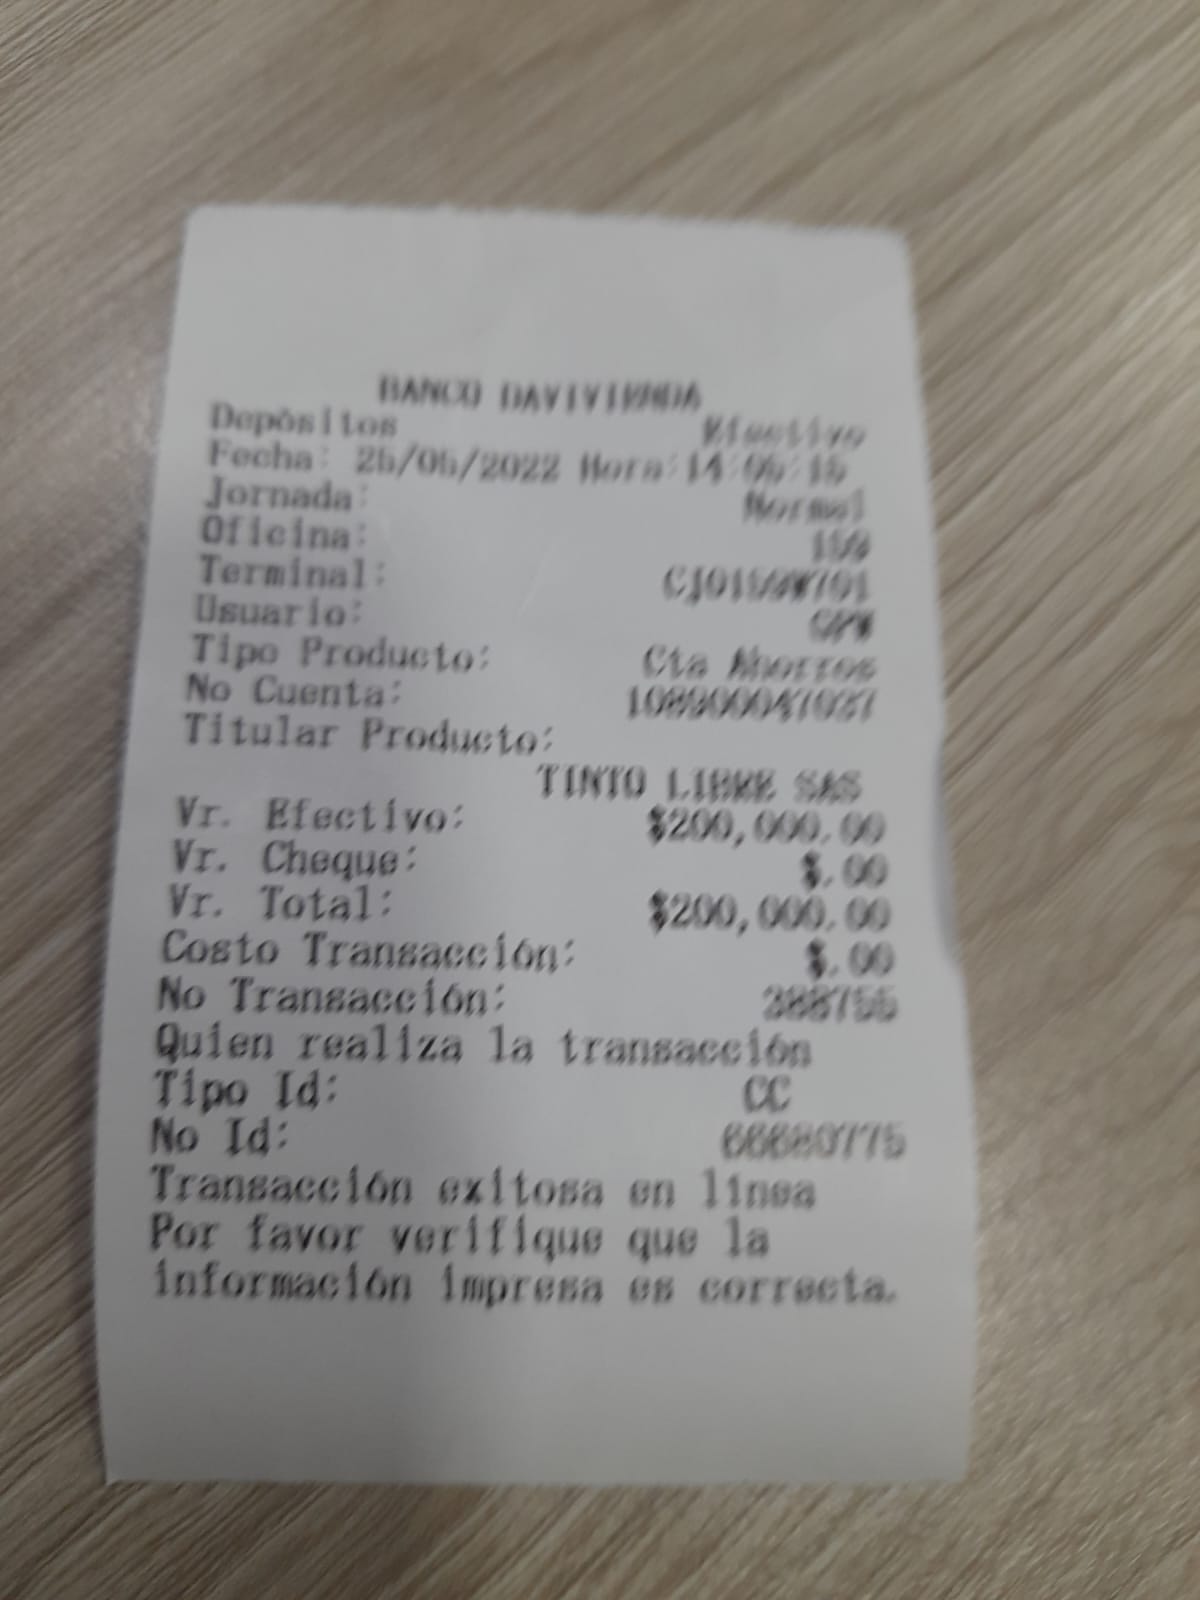 BANCO DAVIVIENDA
Depósitos Efectivo
Fecha: 25/05/2022 Hora:14:05:15
Jornada: Normal
Oficina: 159
Terminal: CJ0159W701
Usuario: GPW
Tipo Producto: Cta Ahorros
No Cuenta:
Titular Producto:
TINTO LIBRE SAS
Vr. Efectivo: $200,000.00
Vr. Cheque: $.00
Vr. Total: $200,000.00
Costo Transacción: $.00
No Transacción: 388755
Quien realiza la transacción
Tipo Id: CC
No Id: 66680775
Transacción exitosa en línea
Por favor verifique que la
información impresa es correcta.